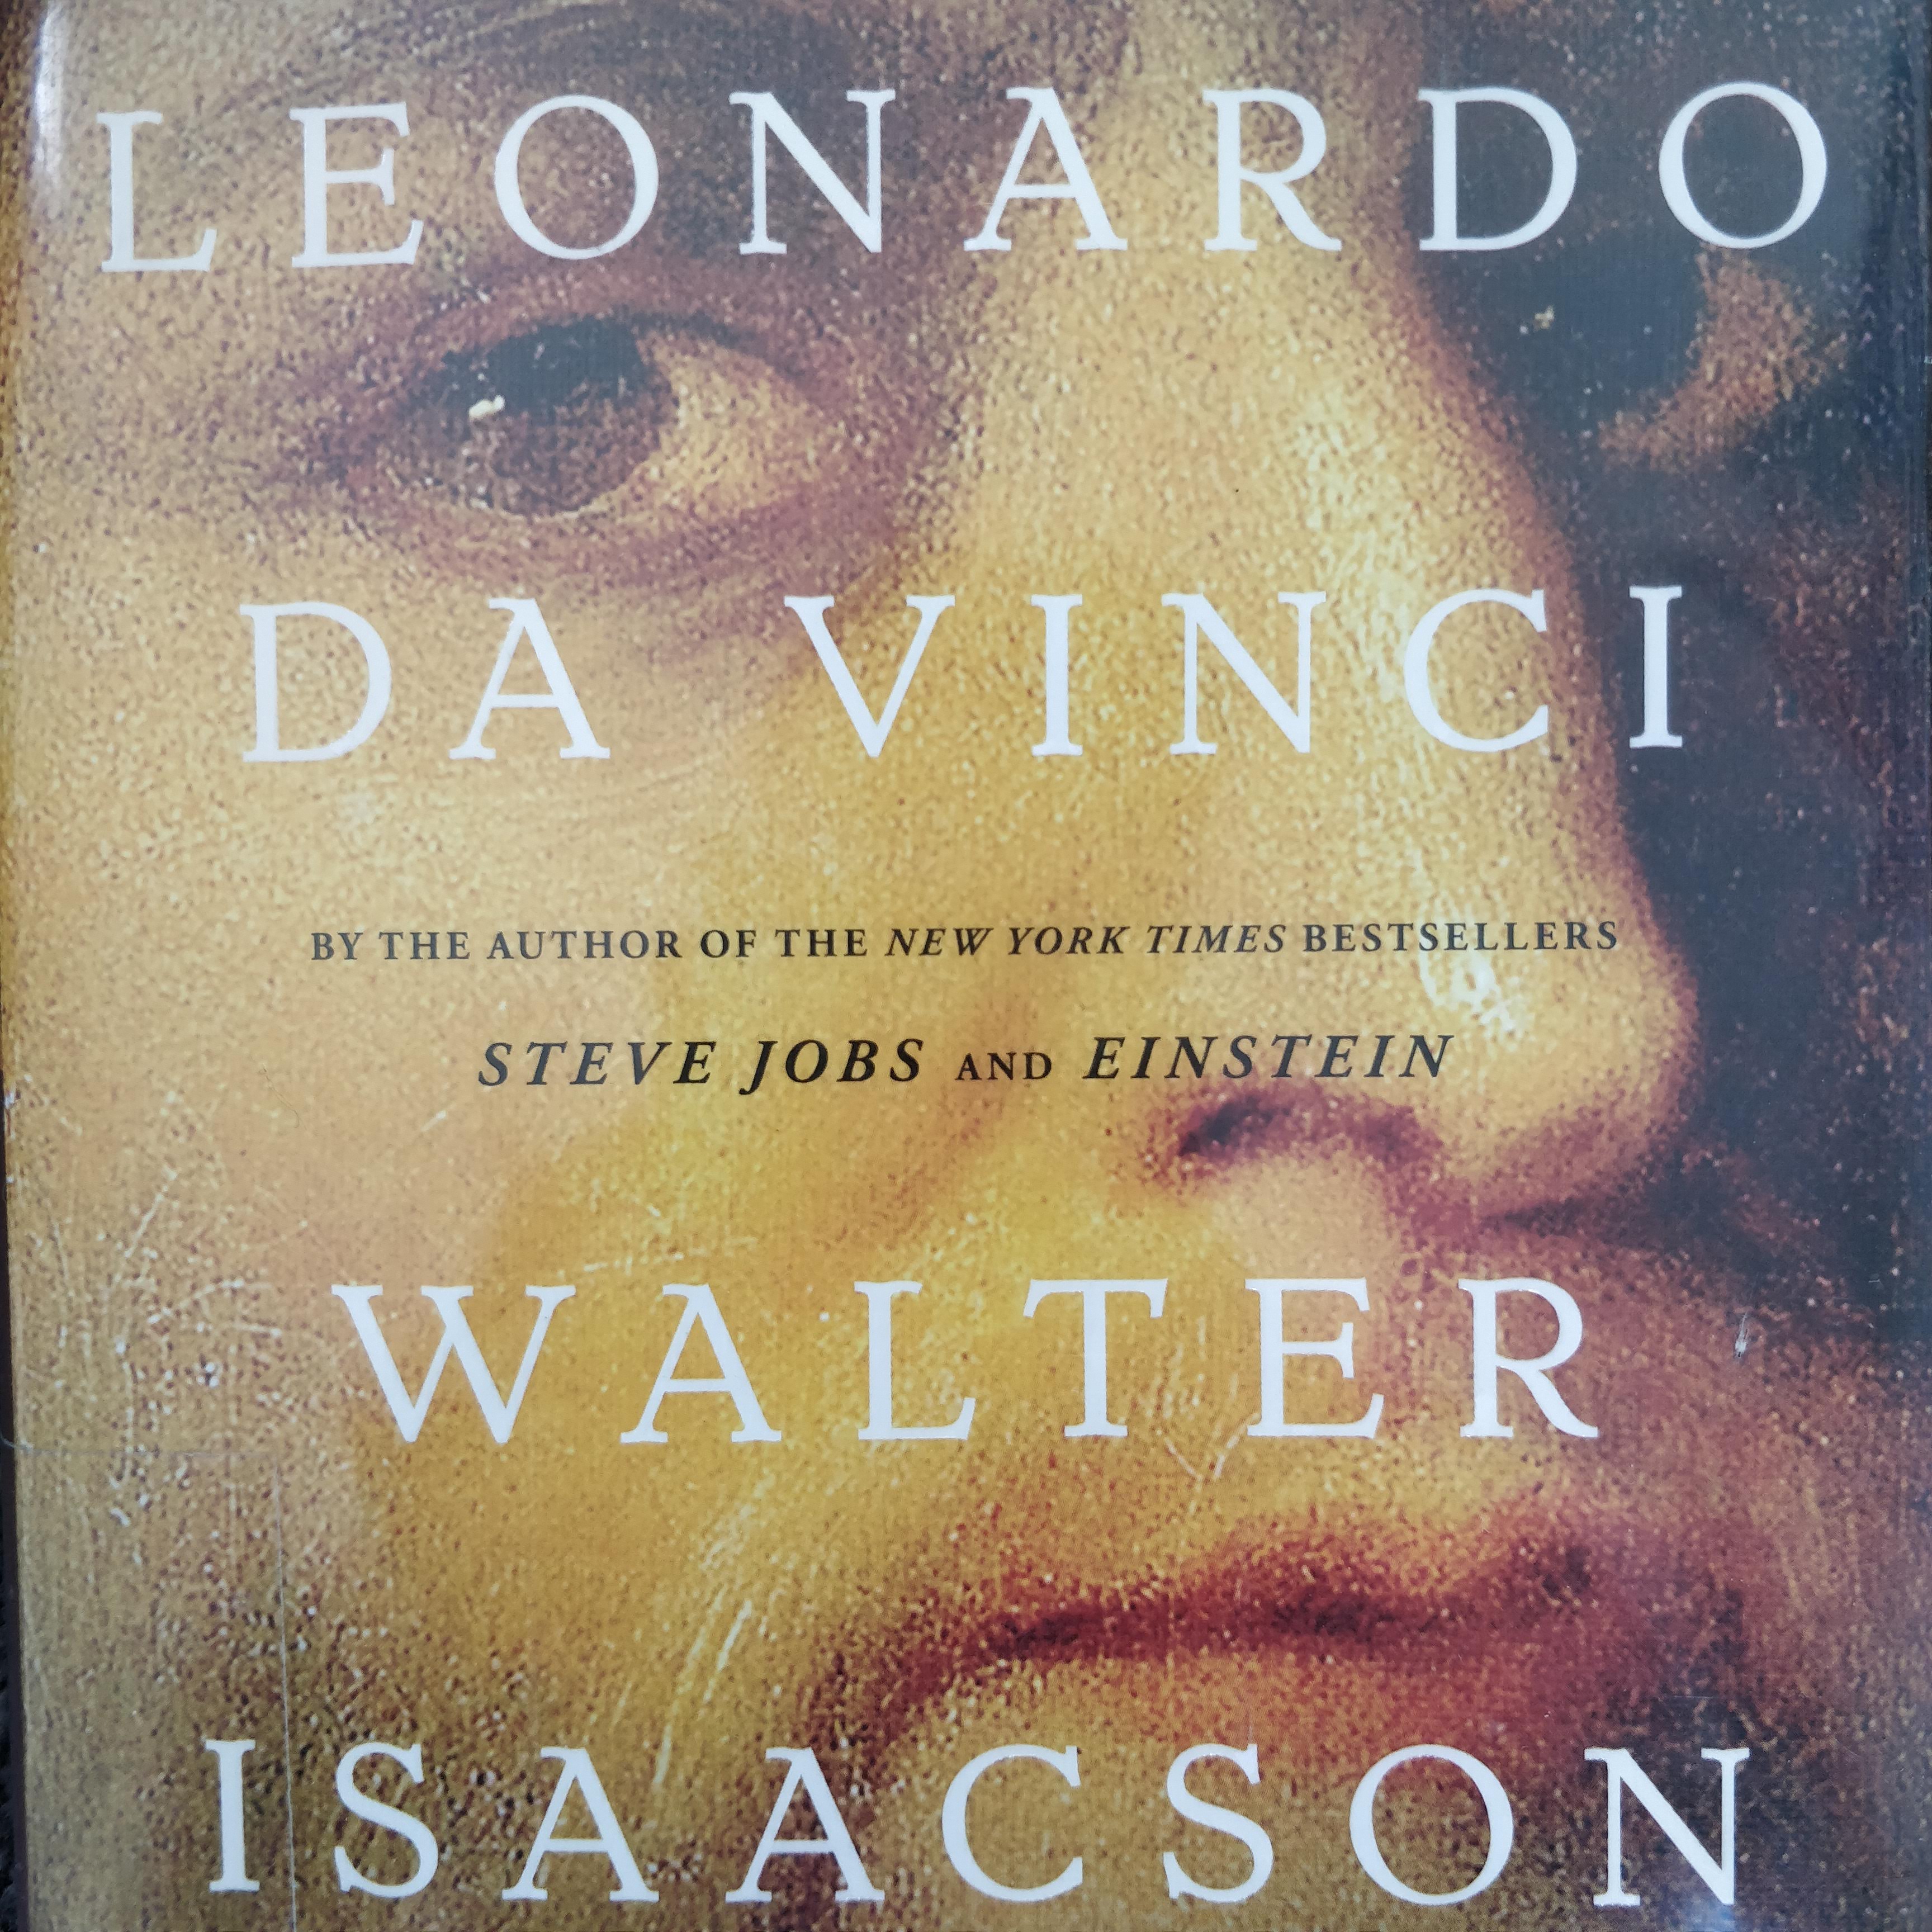 LEONARDO
DA VINCI
BY THE AUTHOR OF THE NEW YORK TIMES BESTSELLERS
STEVE JOBS AND EINSTEIN
WALTER
ISAACSON